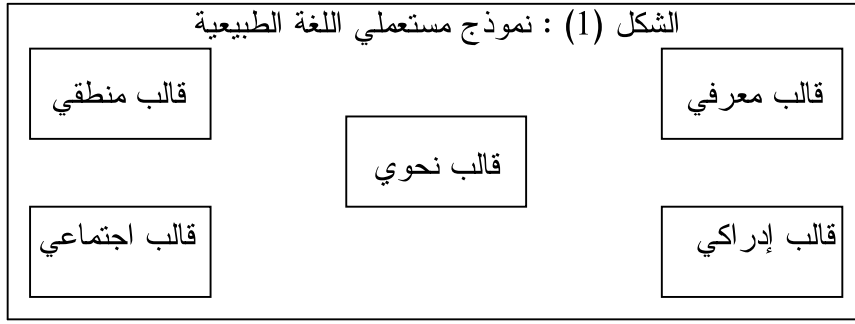 الشكل (1) : نموذج مستعملي اللغة الطبيعية
قالب معرفي
قالب منطقي
قالب نحوي
قالب إدراكي
قالب اجتماعي